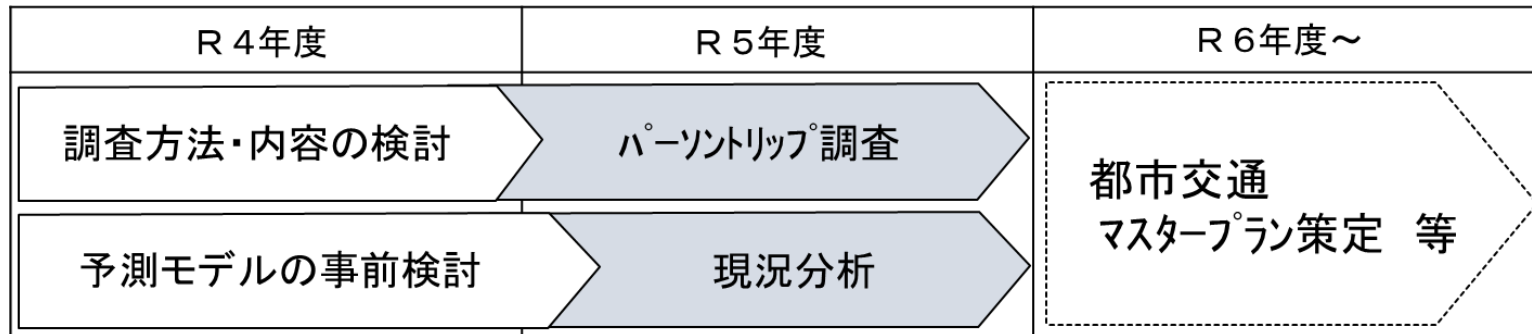 R4年度
R5年度
R6年度～
調査方法・内容の検討
ﾊﾟｰｿﾝﾄﾘｯﾌﾟ調査
都市交通
ﾏｽﾀｰﾌﾟﾗﾝ策定 等
予測モデルの事前検討
現況分析